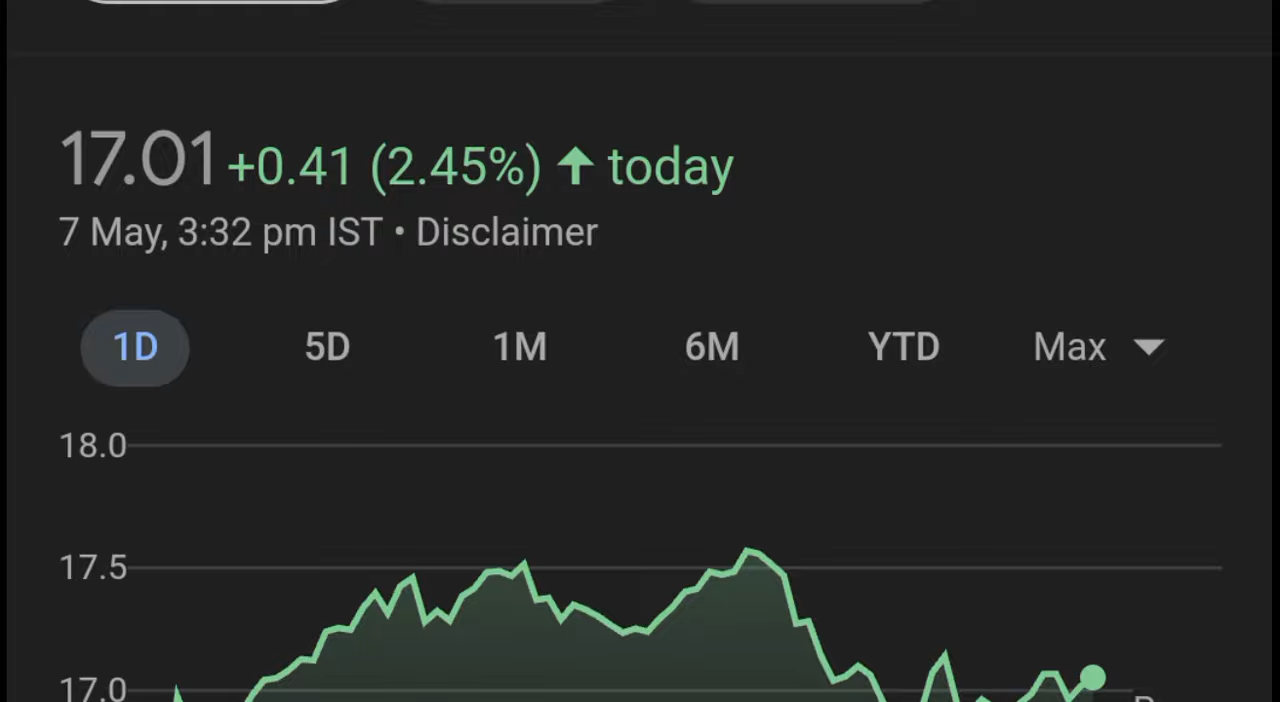 17.01 +0.41 (2.45%) ↑ today
7 May, 3:32 pm IST • Disclaimer
1D 5D 1M 6M YTD Max
18.0
17.5
17.0